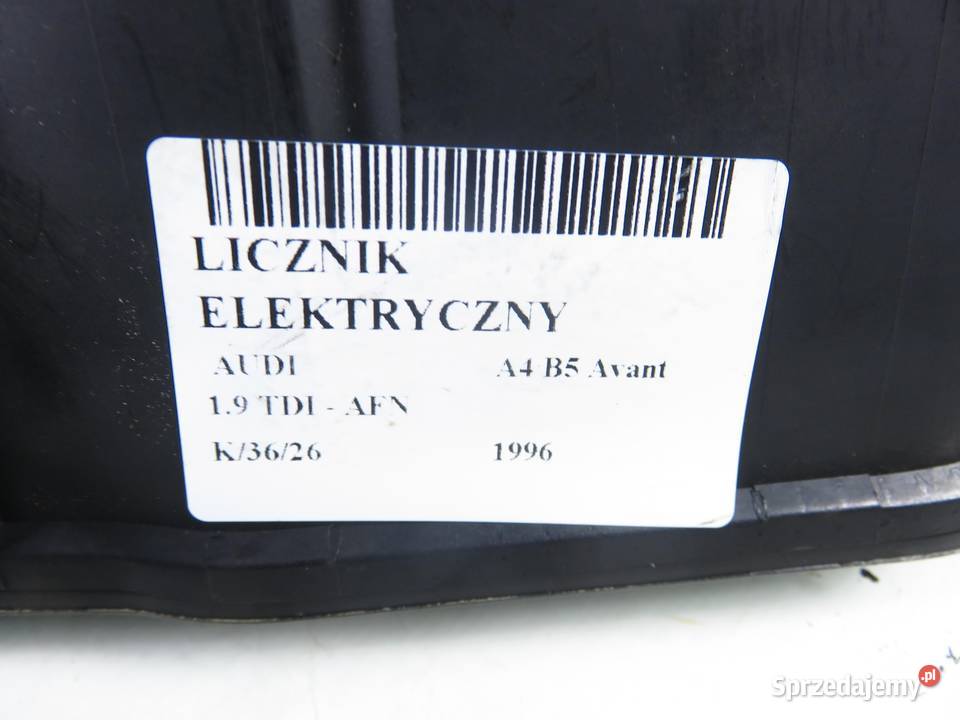 LICZNIK
ELEKTRYCZNY
AUDI A4 B5 Avant
1.9 TDI - AFN
K/36/26 1996
Sprzedajemy.pl